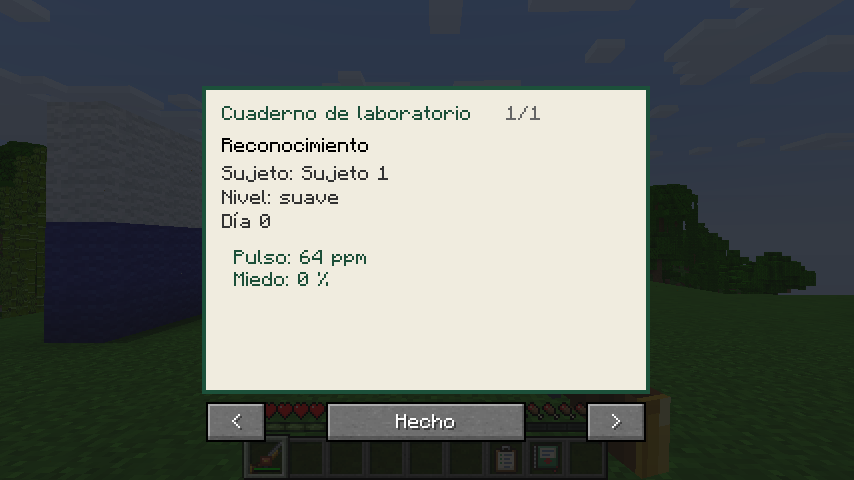 Cuaderno de laboratorio 1/1
Reconocimiento
Sujeto: Sujeto 1
Nivel: suave
Día 0
Pulso: 64 ppm
Miedo: 0 %
< Hecho >